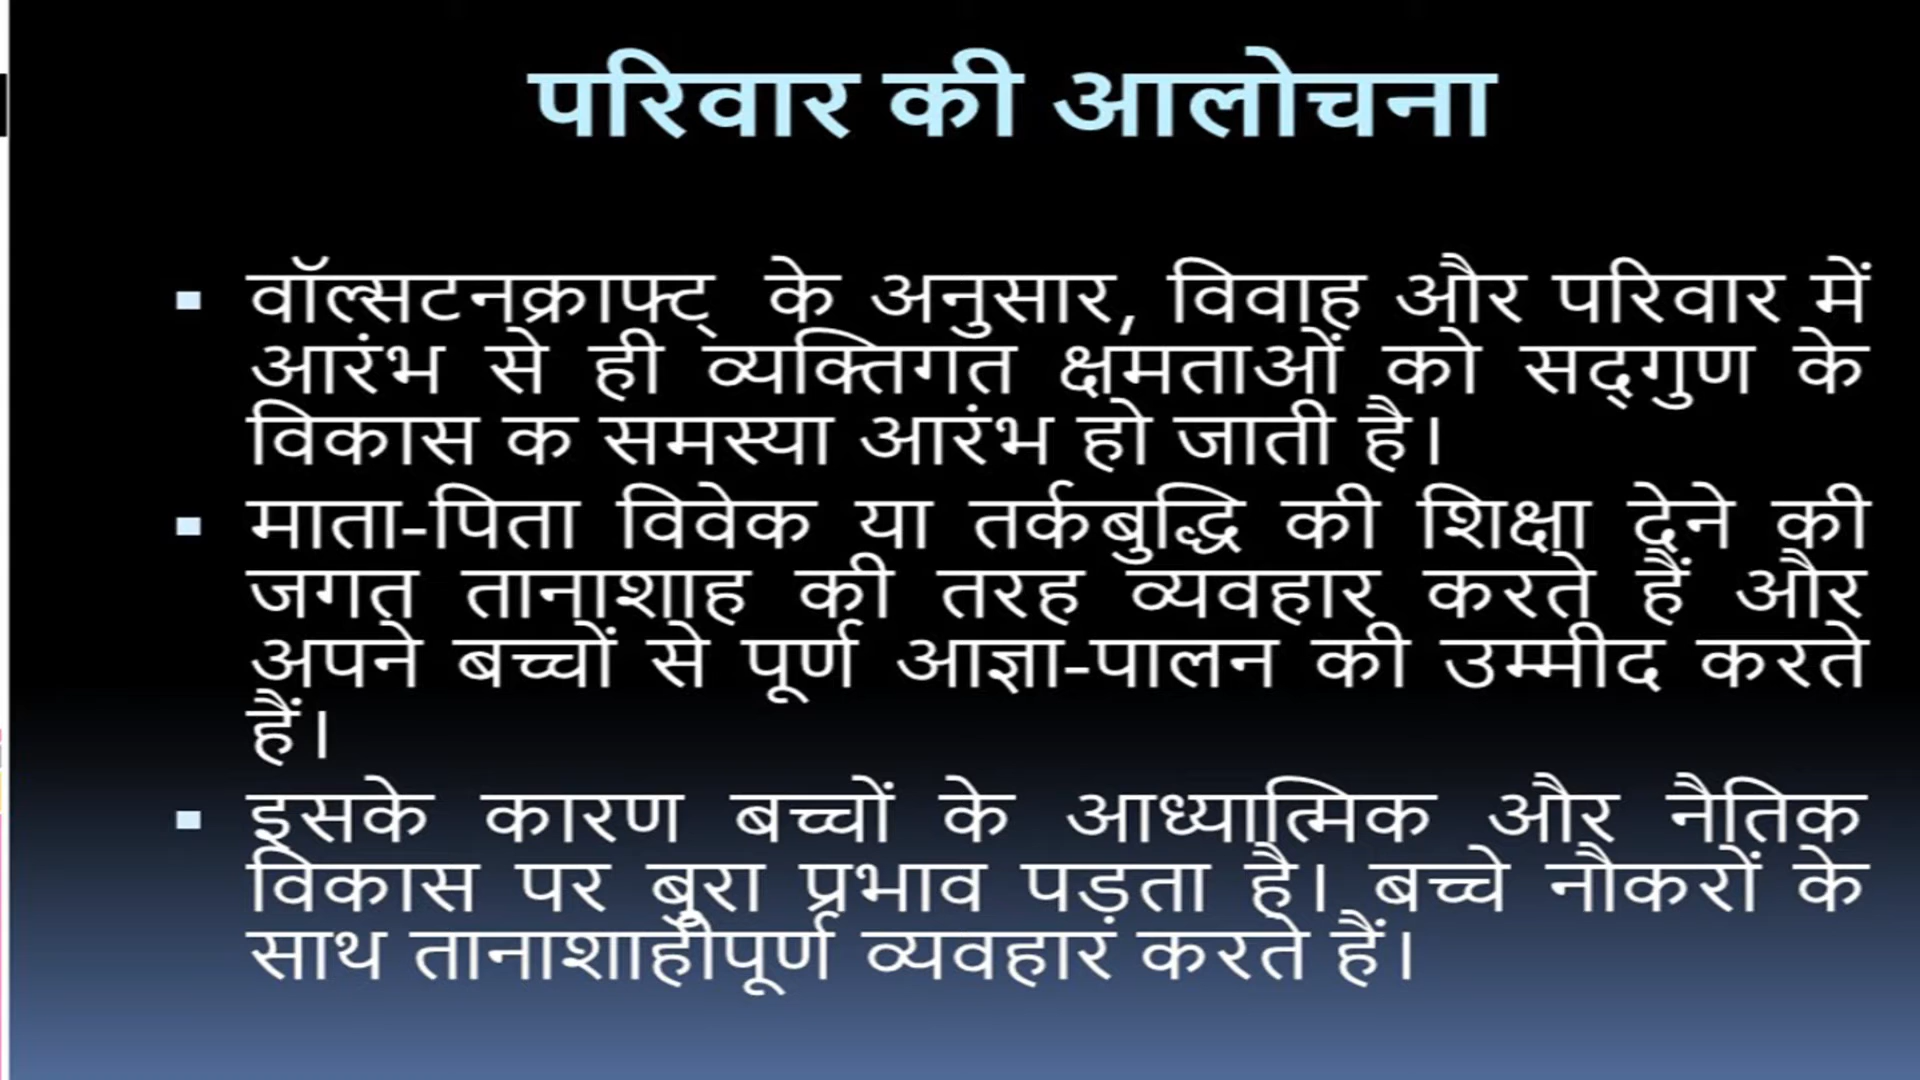 परिवार की आलोचना
वॉल्सटनक्राफ्ट् के अनुसार, विवाह और परिवार में
आरंभ से ही व्यक्तिगत क्षमताओं को सद्‌गुण के
विकास क समस्या आरंभ हो जाती है।
माता-पिता विवेक या तर्कबुद्धि की शिक्षा देने की
जगत तानाशाह की तरह व्यवहार करते हैं और
अपने बच्चों से पूर्ण आज्ञा-पालन की उम्मीद करते
हैं।
इसके कारण बच्चों के आध्यात्मिक और नैतिक
विकास पर बुरा प्रभाव पड़ता है। बच्चे नौकरों के
साथ तानाशाहीपूर्ण व्यवहार करते हैं।